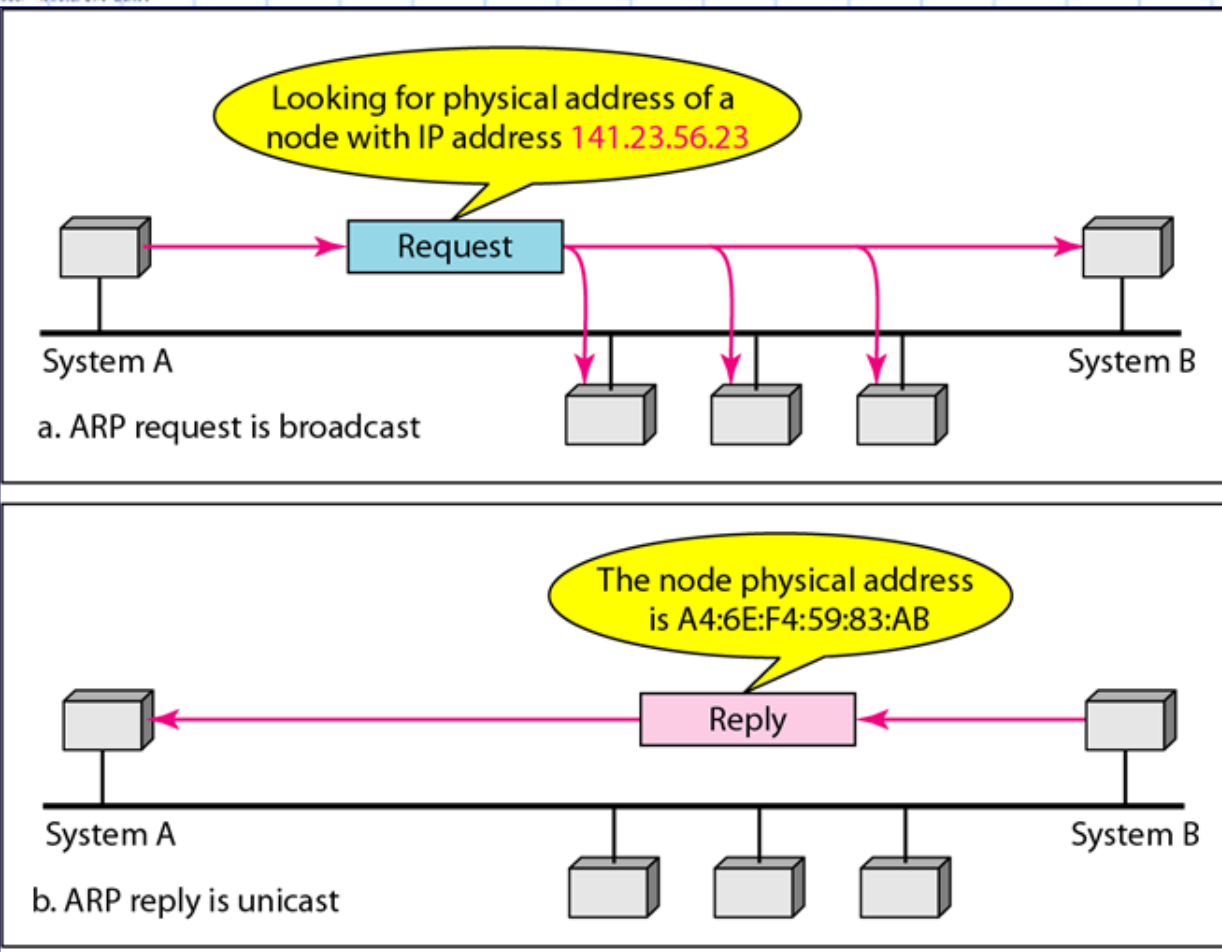 Looking for physical address of a
node with IP address 141.23.56.23
Request
System A
System B
a. ARP request is broadcast
The node physical address
is A4:6E:F4:59:83:AB
Reply
System A
System B
b. ARP reply is unicast